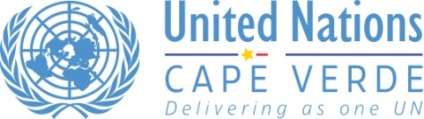 United Nations
CAPE VERDE
Delivering as one UN